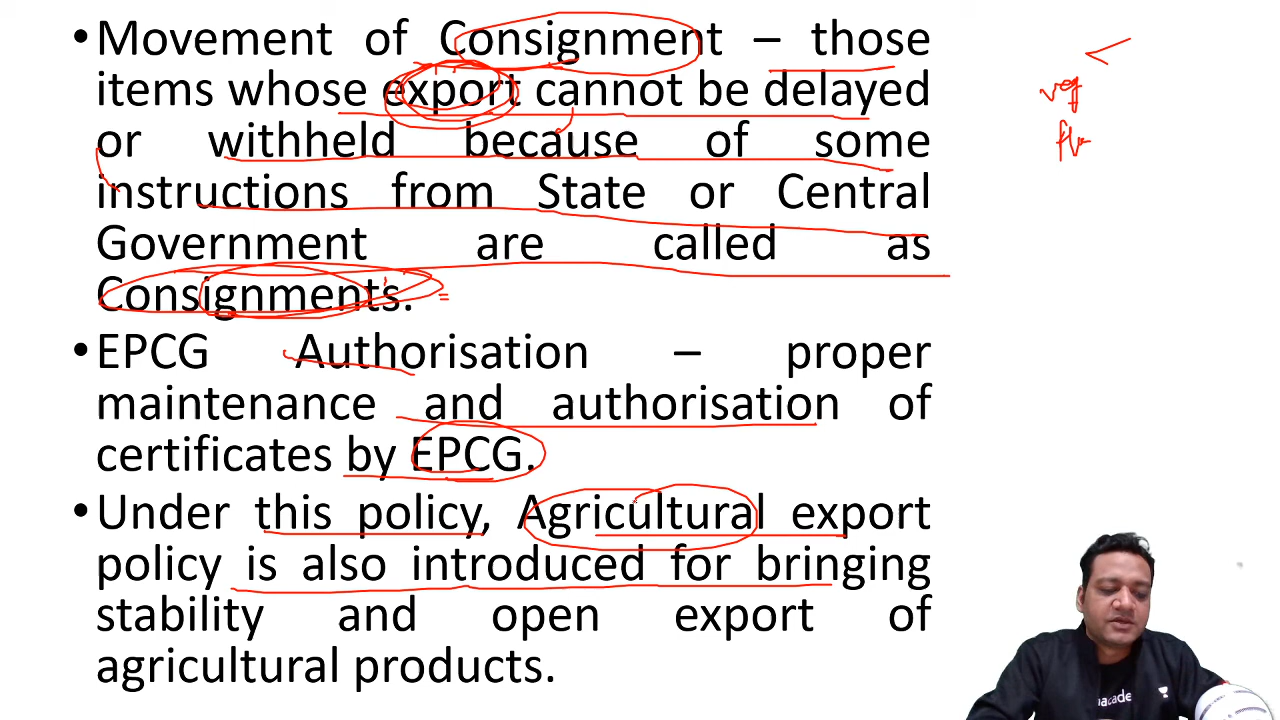 • Movement of Consignment – those
items whose export cannot be delayed
or withheld because of some
instructions from State or Central
Government are called as
Consignments.
• EPCG Authorisation – proper
maintenance and authorisation of
certificates by EPCG.
• Under this policy, Agricultural export
policy is also introduced for bringing
stability and open export of
agricultural products.
veg